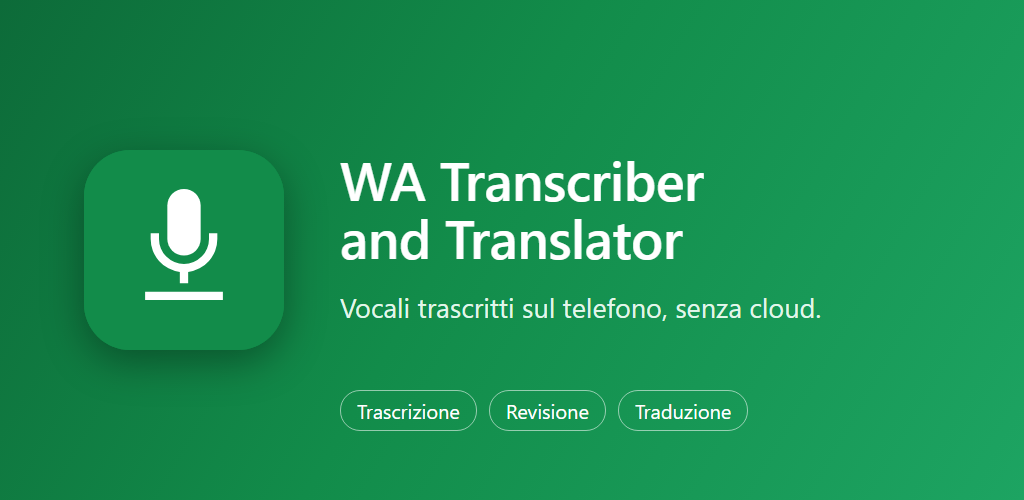 WA Transcriber
and Translator
Vocali trascritti sul telefono, senza cloud.
Trascrizione
Revisione
Traduzione